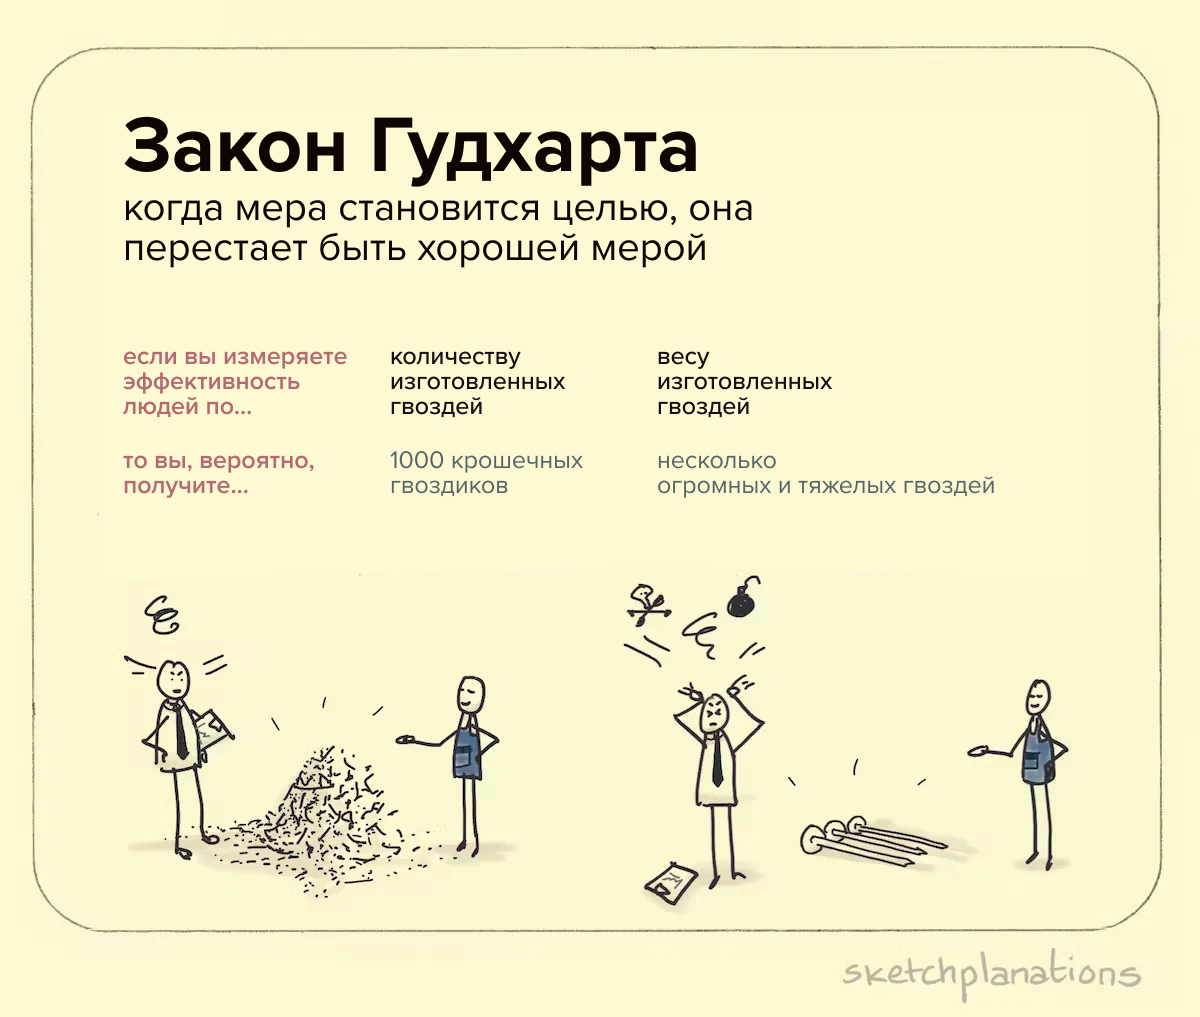 Закон Гудхарта
когда мера становится целью, она
перестает быть хорошей мерой
если вы измеряете
эффективность
людей по...
количеству
изготовленных
гвоздей
весу
изготовленных
гвоздей
то вы, вероятно,
получите...
1000 крошечных
гвоздиков
несколько
огромных и тяжелых гвоздей
sketchplanations